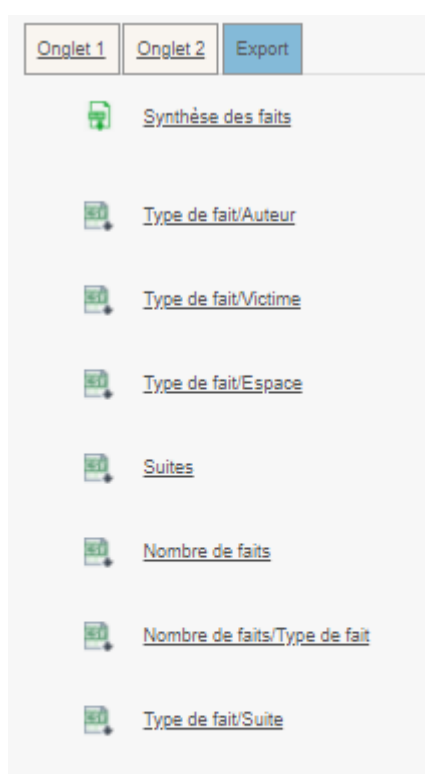 Onglet 1 Onglet 2 Export
Synthèse des faits
Type de fait/Auteur
Type de fait/Victime
Type de fait/Espace
Suites
Nombre de faits
Nombre de faits/Type de fait
Type de fait/Suite